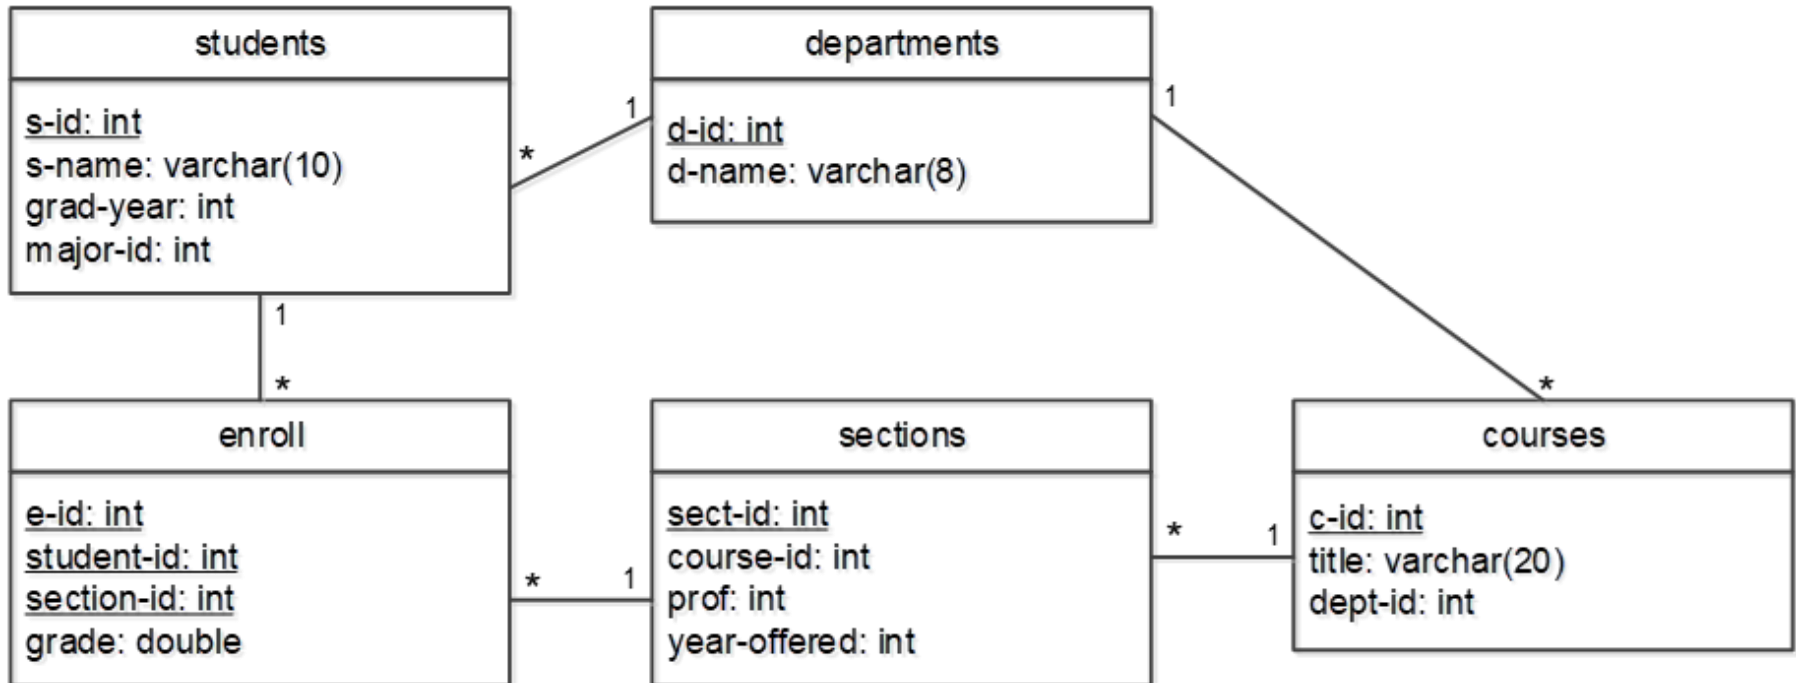 students
s-id: int
s-name: varchar(10)
grad-year: int
major-id: int
departments
d-id: int
d-name: varchar(8)
1
*
1
1
*
*
1
enroll
e-id: int
student-id: int
section-id: int
grade: double
*
1
sections
sect-id: int
course-id: int
prof: int
year-offered: int
*
1
courses
c-id: int
title: varchar(20)
dept-id: int